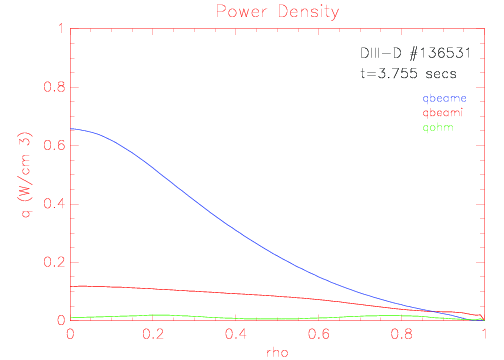 Power Density
DIII-D #136531
t=3.755 secs
qbeame
qbeami
qohm
1
0.8
0.6
0.4
0.2
0
q (W/cm 3)
0 0.2 0.4 0.6 0.8 1
rho